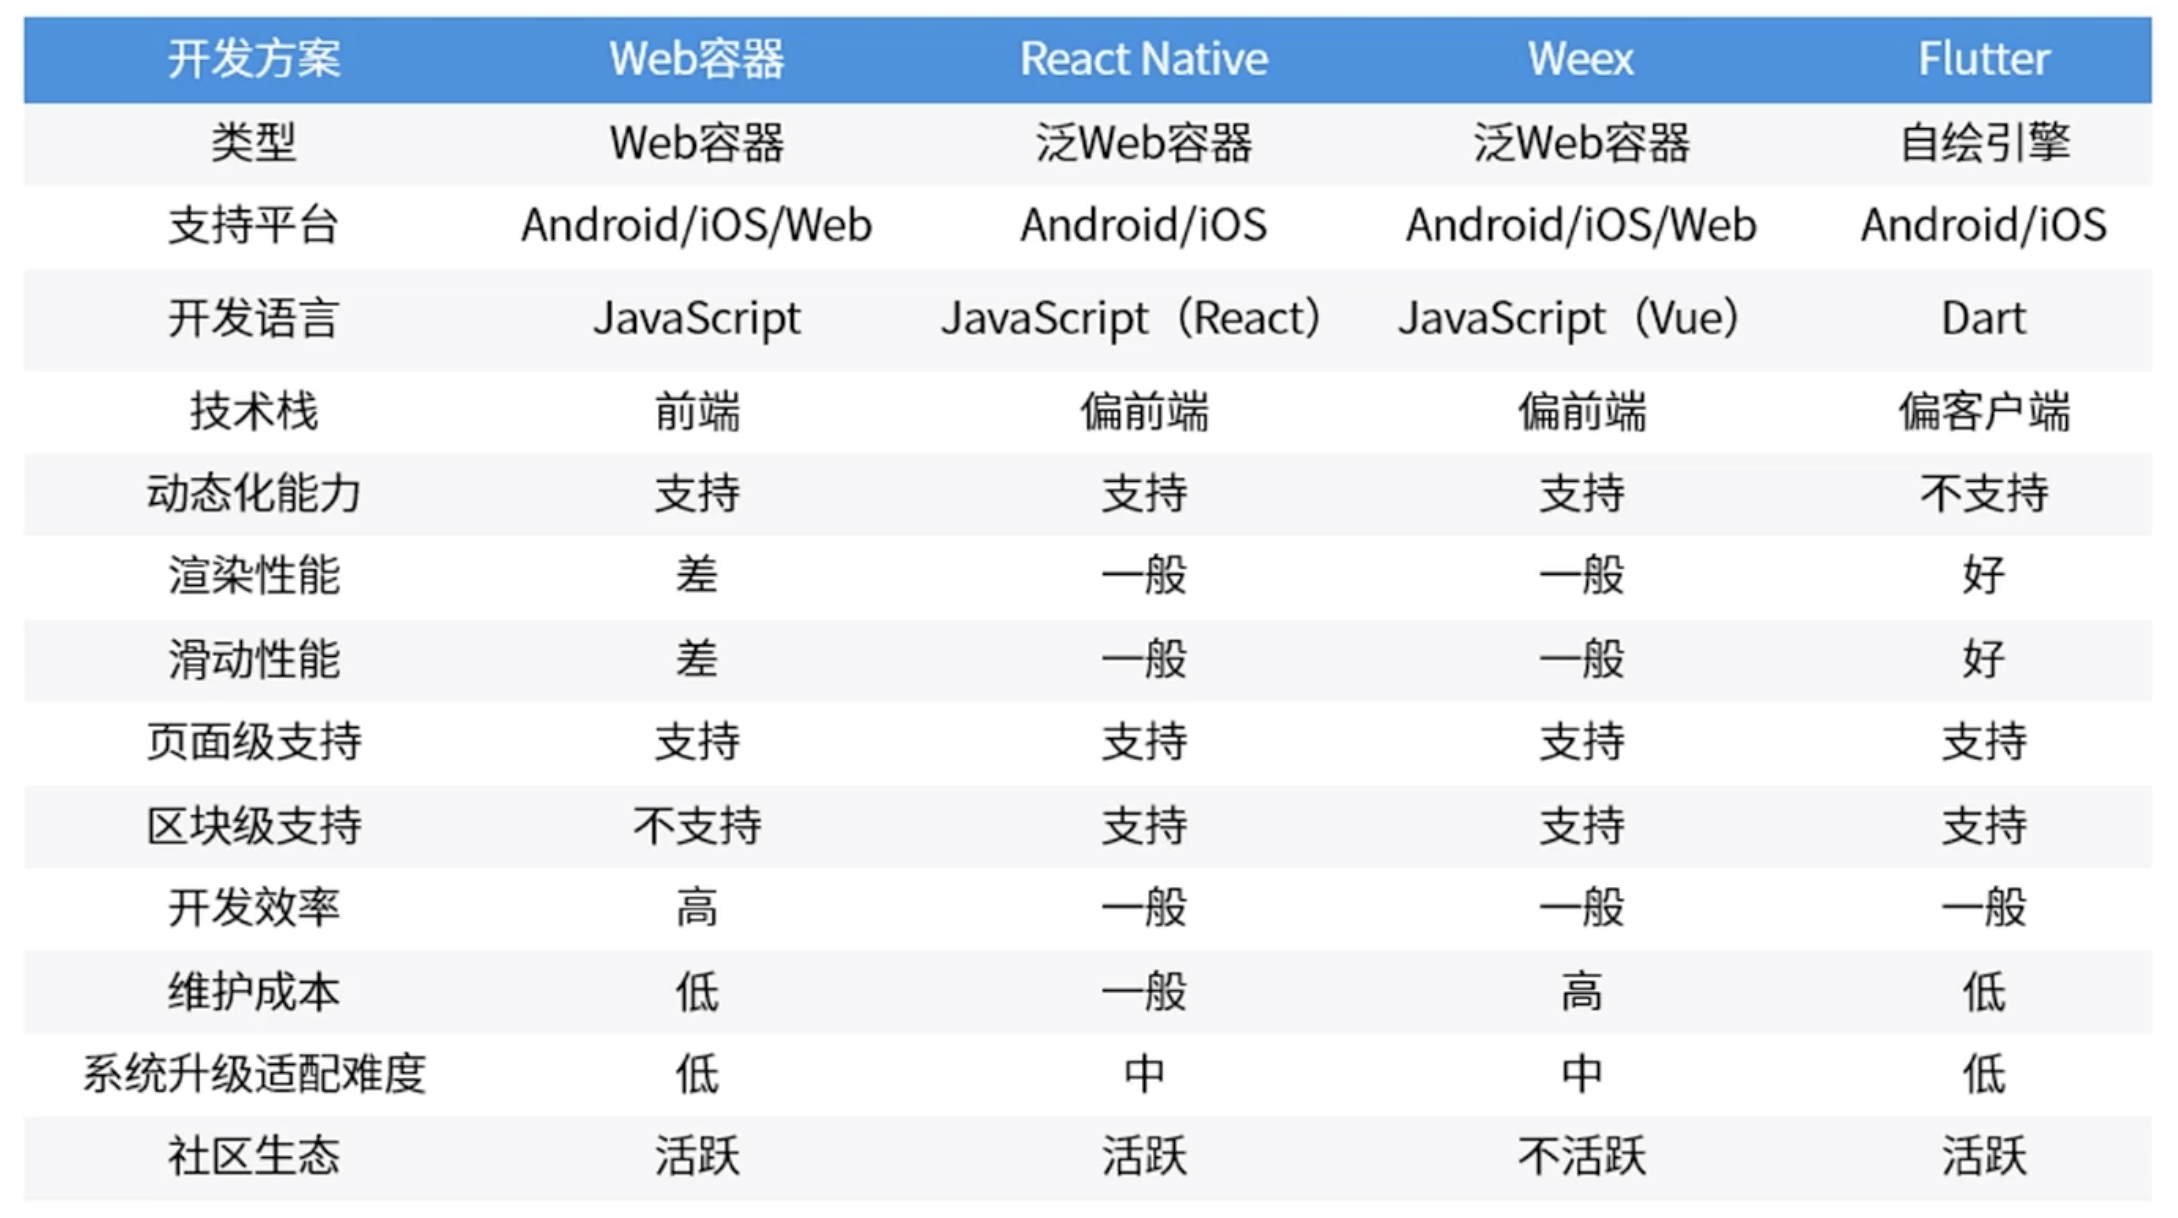 开发方案 Web容器 React Native Weex Flutter
类型 Web容器 泛Web容器 泛Web容器 自绘引擎
支持平台 Android/iOS/Web Android/iOS Android/iOS/Web Android/iOS
开发语言 JavaScript JavaScript（React） JavaScript（Vue） Dart
技术栈 前端 偏前端 偏前端 偏客户端
动态化能力 支持 支持 支持 不支持
渲染性能 差 一般 一般 好
滑动性能 差 一般 一般 好
页面级支持 支持 支持 支持 支持
区块级支持 不支持 支持 支持 支持
开发效率 高 一般 一般 一般
维护成本 低 一般 高 低
系统升级适配难度 低 中 中 低
社区生态 活跃 活跃 不活跃 活跃